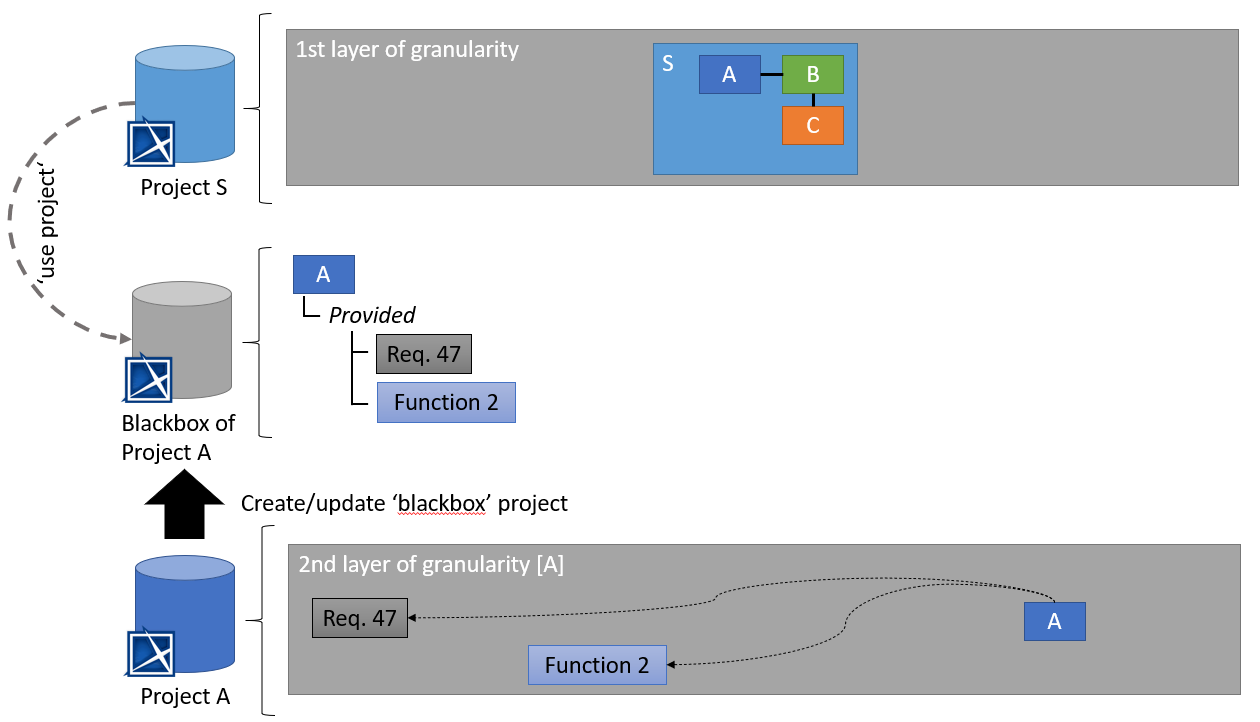 1st layer of granularity
S
A
B
C
Project S
‘use project‘
A
Provided
Req. 47
Function 2
Blackbox of
Project A
Create/update ‘blackbox’ project
2nd layer of granularity [A]
Req. 47
A
Function 2
Project A